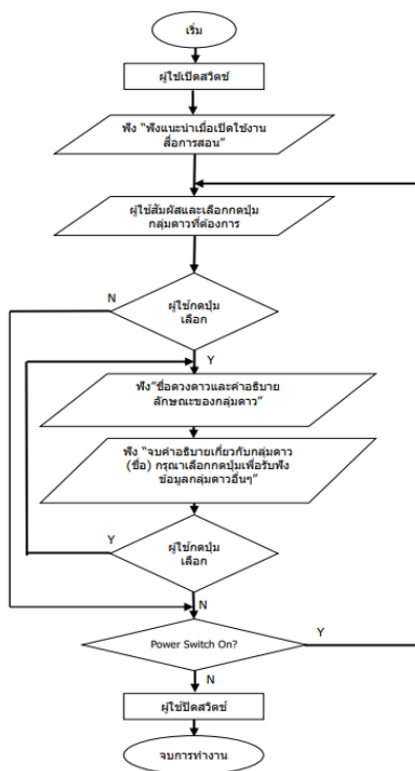 เริ่ม
ผู้ใช้เปิดสวิตช์
ฟัง “ฟังแนะนำเมื่อเปิดใช้งาน
สื่อการสอน”
ผู้ใช้สัมผัสและเลือกกดปุ่ม
กลุ่มดาวที่ต้องการ
N
ผู้ใช้กดปุ่ม
เลือก
Y
ฟัง“ชื่อดวงดาวและคำอธิบาย
ลักษณะของกลุ่มดาว”
ฟัง “จบคำอธิบายเกี่ยวกับกลุ่มดาว
(ชื่อ) กรุณาเลือกกดปุ่มเพื่อรับฟัง
ข้อมูลกลุ่มดาวอื่นๆ”
Y
ผู้ใช้กดปุ่ม
เลือก
N
Power Switch On?
Y
N
ผู้ใช้ปิดสวิตช์
จบการทำงาน